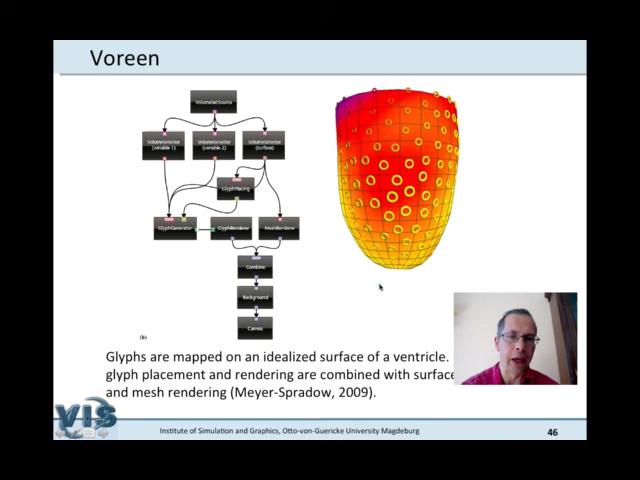 Voreen
VolumeSetSource
VolumeSelector
(variable 1)
VolumeSelector
(variable 2)
VolumeSelector
(surface)
GlyphPlacing
GlyphGenerator
GlyphRenderer
MeshRenderer
Combine
Background
Canvas
(b)
Glyphs are mapped on an idealized surface of a ventricle.
glyph placement and rendering are combined with surface
and mesh rendering (Meyer-Spradow, 2009).
VIS
Institute of Simulation and Graphics, Otto-von-Guericke University Magdeburg
46